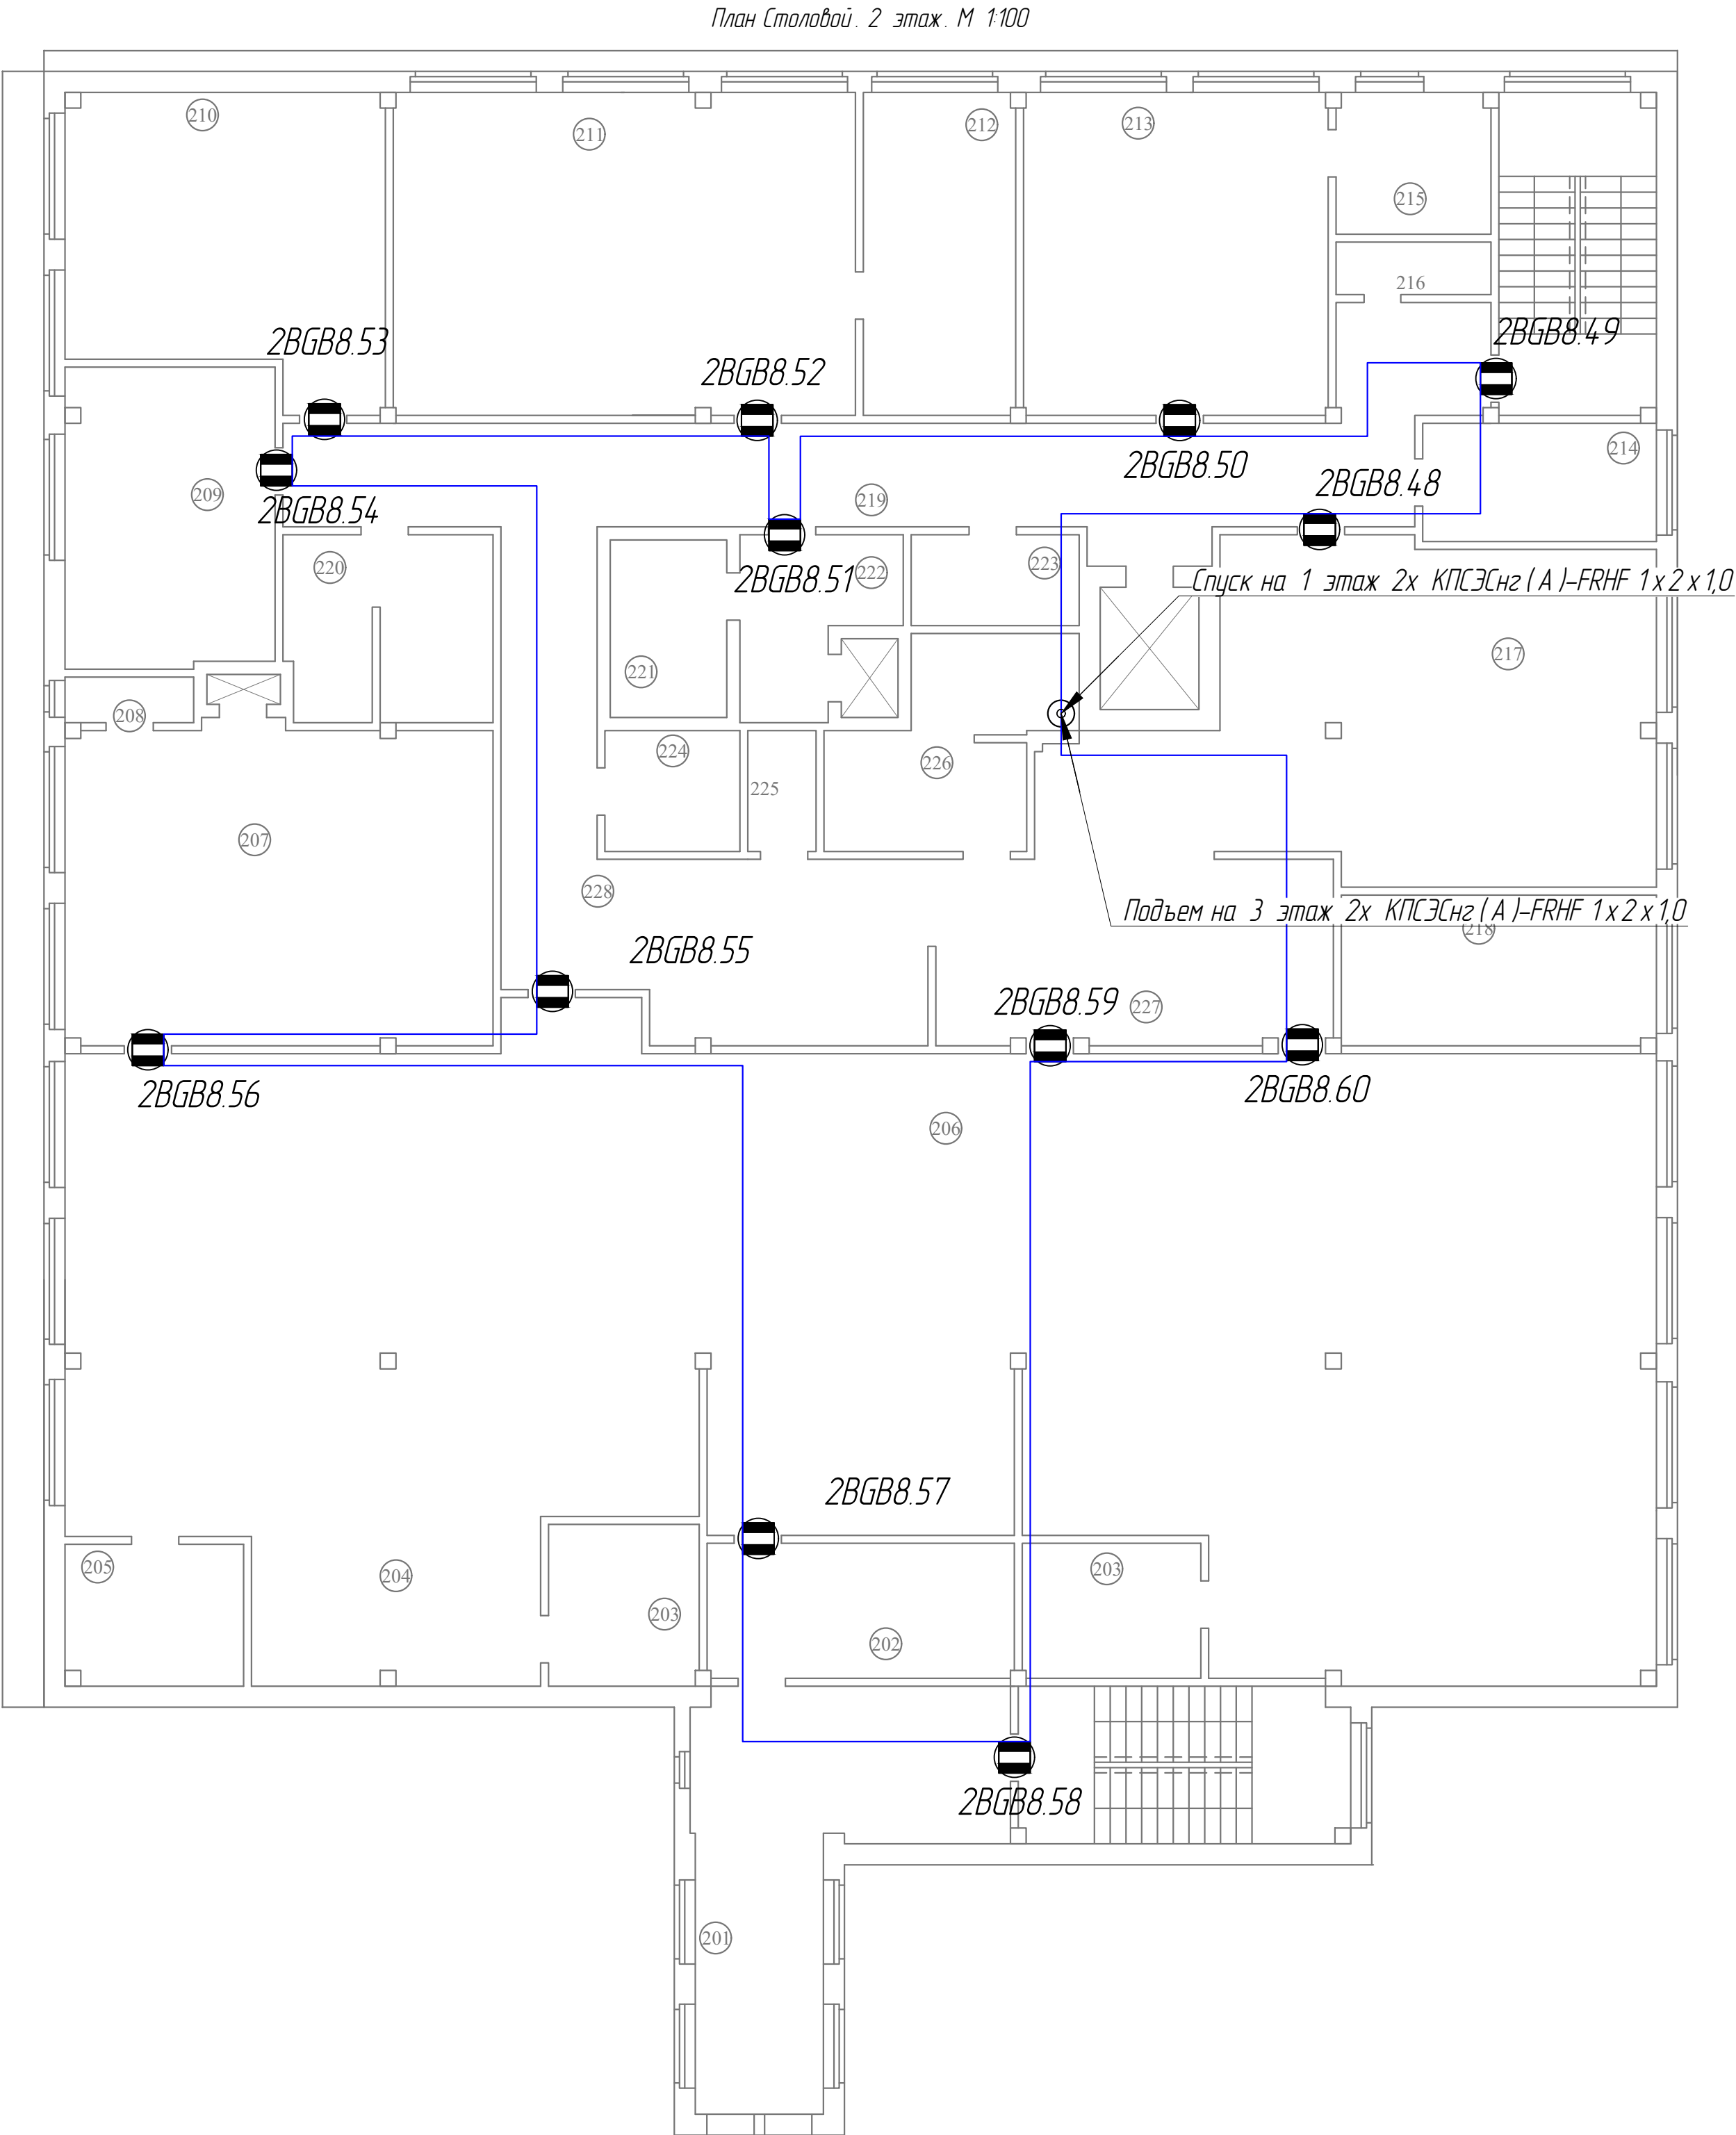 План Столовой. 2 этаж. М 1:100
210
211
212
213
215
216
2BGB8.53
2BGB8.52
2BGB8.49
214
2BGB8.50
2BGB8.48
209
219
2BGB8.54
220
2BGB8.51
222
223
Спуск на 1 этаж 2х КПСЭСнг(А)-FRHF 1х2х1,0
221
217
208
224
226
225
207
228
Подъем на 3 этаж 2х КПСЭСнг(А)-FRHF 1х2х1,0
218
2BGB8.55
2BGB8.59
227
2BGB8.56
2BGB8.60
206
2BGB8.57
205
204
203
203
202
2BGB8.58
201